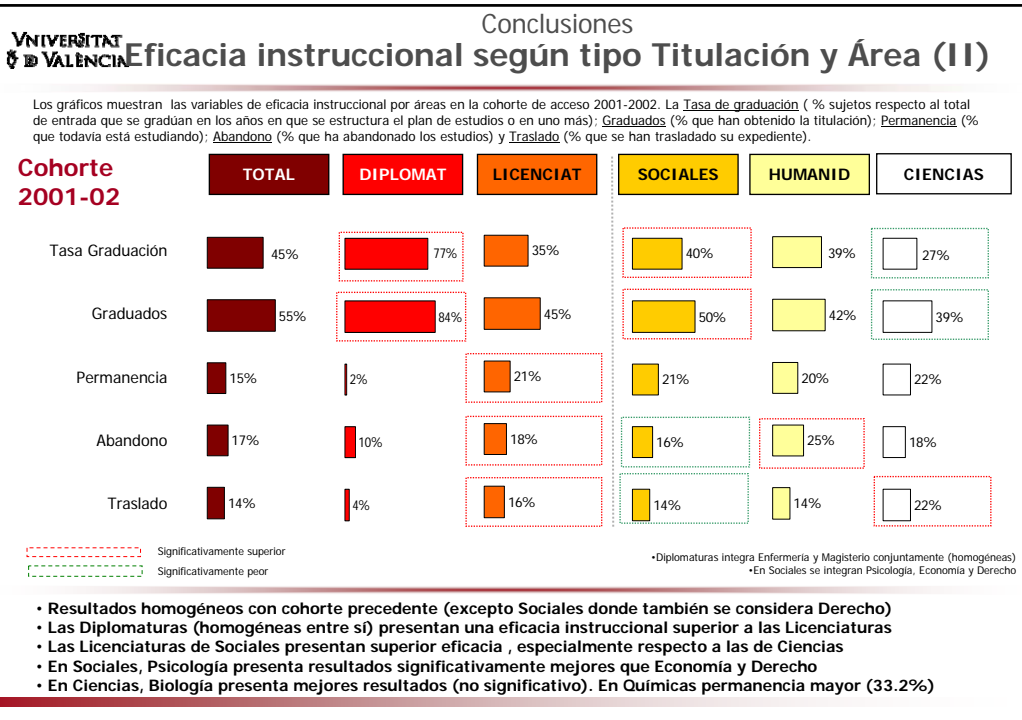 Conclusiones
VNIVERSITAT
Ö D VALÈNCIA
Eficacia instruccional según tipo Titulación y Área (II)
Los gráficos muestran las variables de eficacia instruccional por áreas en la cohorte de acceso 2001-2002. La Tasa de graduación ( % sujetos respecto al total
de entrada que se gradúan en los años en que se estructura el plan de estudios o en uno más); Graduados (% que han obtenido la titulación); Permanencia (%
que todavía está estudiando); Abandono (% que ha abandonado los estudios) y Traslado (% que se han trasladado su expediente).
Cohorte
2001-02
TOTAL DIPLOMAT LICENCIAT SOCIALES HUMANID CIENCIAS
Tasa Graduación 45% 77% 35% 40% 39% 27%
Graduados 55% 84% 45% 50% 42% 39%
Permanencia 15% 2% 21% 21% 20% 22%
Abandono 17% 10% 18% 16% 25% 18%
Traslado 14% 4% 16% 14% 14% 22%
Significativamente superior
Significativamente peor
•Diplomaturas integra Enfermería y Magisterio conjuntamente (homogéneas)
•En Sociales se integran Psicología, Economía y Derecho
• Resultados homogéneos con cohorte precedente (excepto Sociales donde también se considera Derecho)
• Las Diplomaturas (homogéneas entre sí) presentan una eficacia instruccional superior a las Licenciaturas
• Las Licenciaturas de Sociales presentan superior eficacia , especialmente respecto a las de Ciencias
• En Sociales, Psicología presenta resultados significativamente mejores que Economía y Derecho
• En Ciencias, Biología presenta mejores resultados (no significativo). En Químicas permanencia mayor (33.2%)